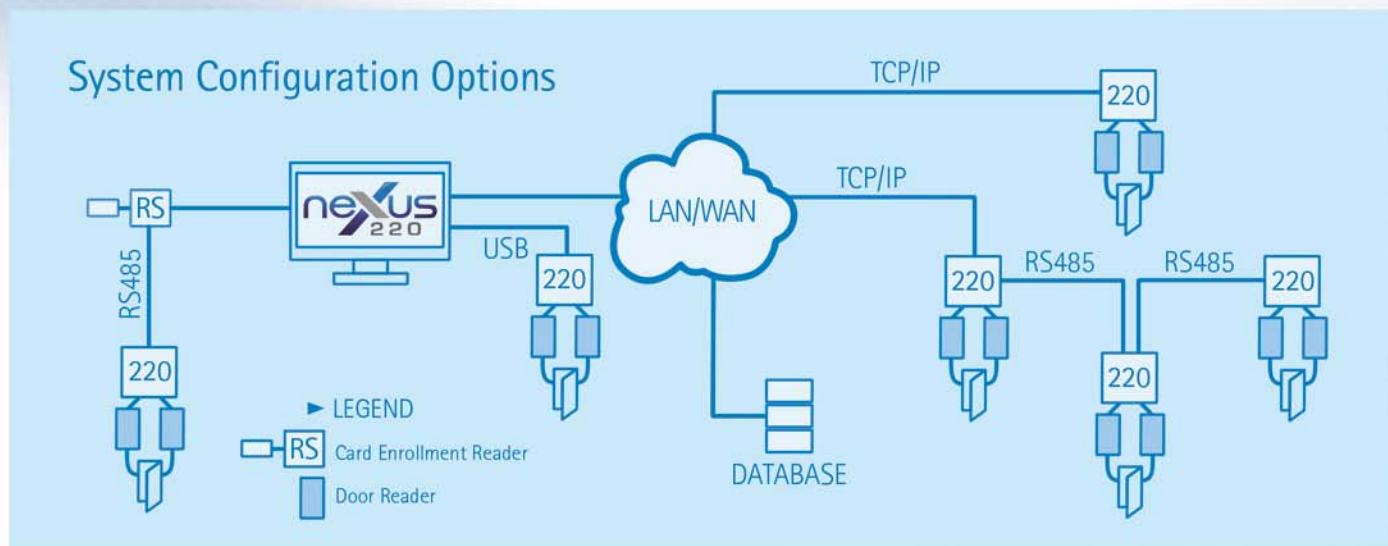 System Configuration Options
TCP/IP
220
RS
nexus
220
LAN/WAN
TCP/IP
USB
220
RS485
220
220
RS485
RS485
220
220
DATABASE
► LEGEND
RS Card Enrollment Reader
Door Reader